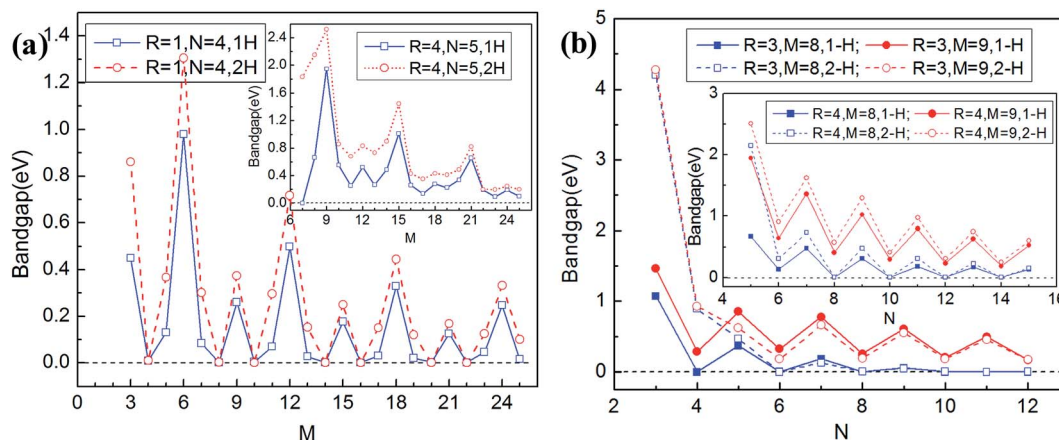 (a)
R=1,N=4,1H
R=1,N=4,2H
Bandgap(eV)
1.4
1.2
1.0
0.8
0.6
0.4
0.2
0.0
0 3 6 9 12 15 18 21 24
M
R=4,N=5,1H
R=4,N=5,2H
Bandgap(eV)
2.4
2.0
1.6
1.2
0.8
0.4
0.0
6 9 12 15 18 21 24
M
(b)
R=3,M=8,1-H; R=3,M=9,1-H
R=3,M=8,2-H; R=3,M=9,2-H
Bandgap(eV)
5
4
3
2
1
0
2 4 6 8 10 12
N
R=4,M=8,1-H; R=4,M=9,1-H
R=4,M=8,2-H; R=4,M=9,2-H
Bandgap(eV)
3
2
1
0
4 6 8 10 12 14 16
N